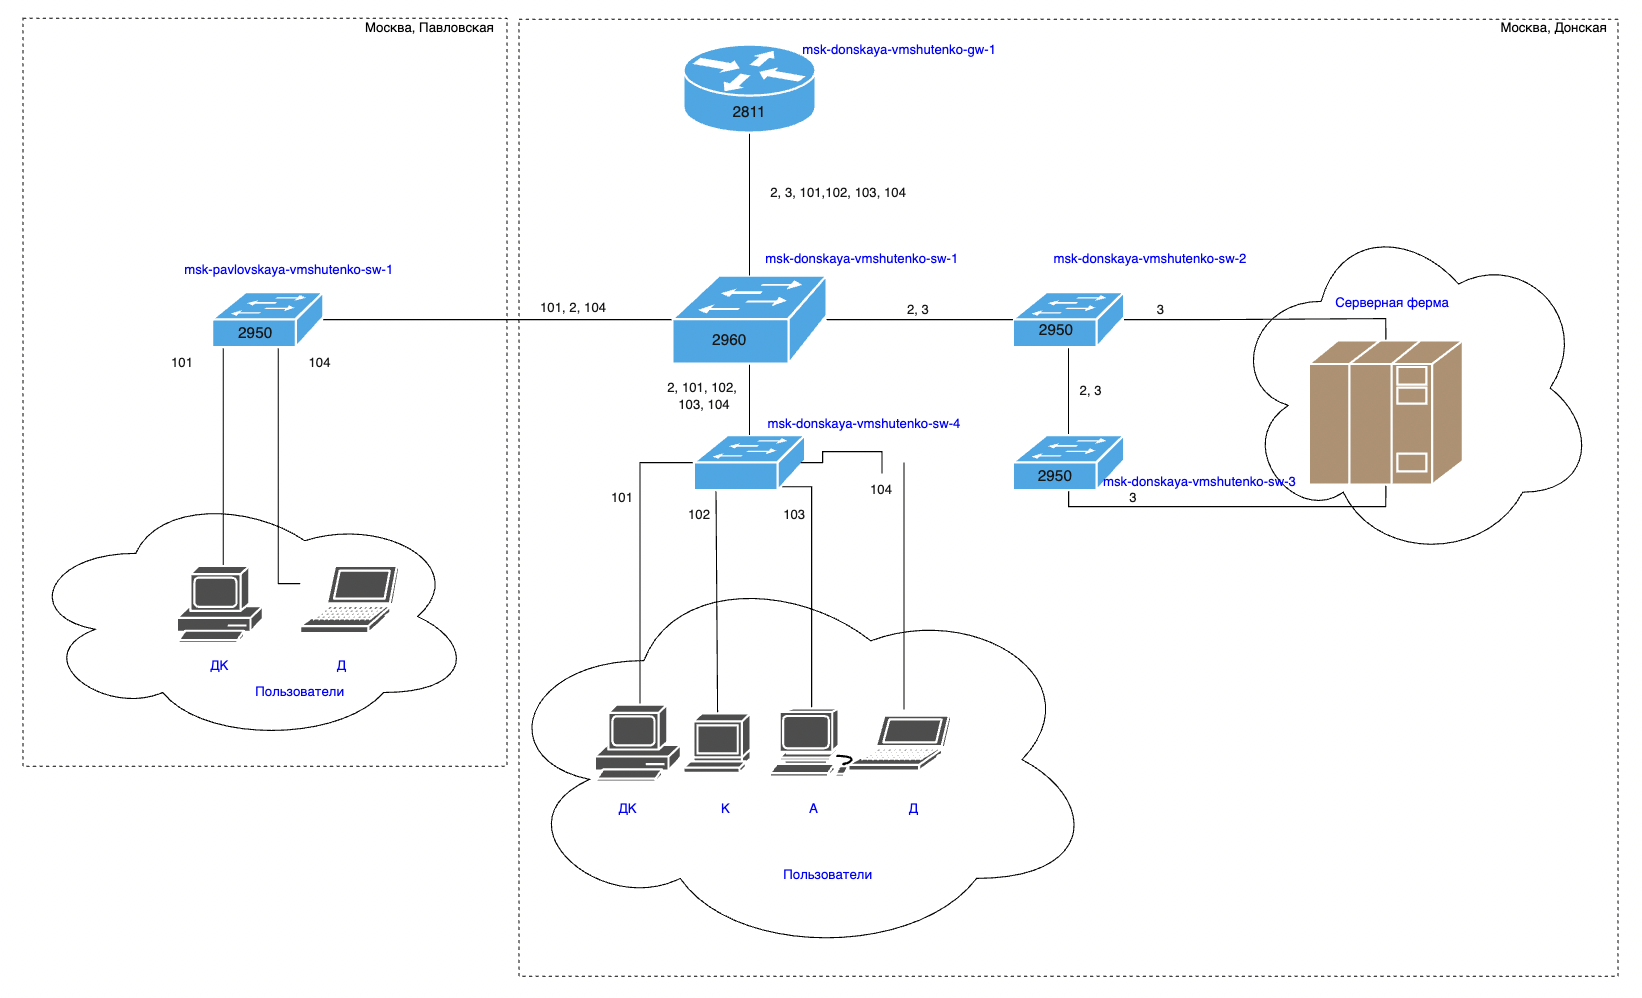 Москва, Павловская
Москва, Донская
msk-donskaya-vmshutenko-gw-1
2811
2, 3, 101,102, 103, 104
msk-pavlovskaya-vmshutenko-sw-1
msk-donskaya-vmshutenko-sw-1
msk-donskaya-vmshutenko-sw-2
Серверная ферма
101, 2, 104
2, 3
3
2950
2960
2950
101
104
2, 101, 102,
103, 104
2, 3
msk-donskaya-vmshutenko-sw-4
2950
msk-donskaya-vmshutenko-sw-3
3
101
102
103
104
ДК
Д
Пользователи
ДК
К
А
Д
Пользователи